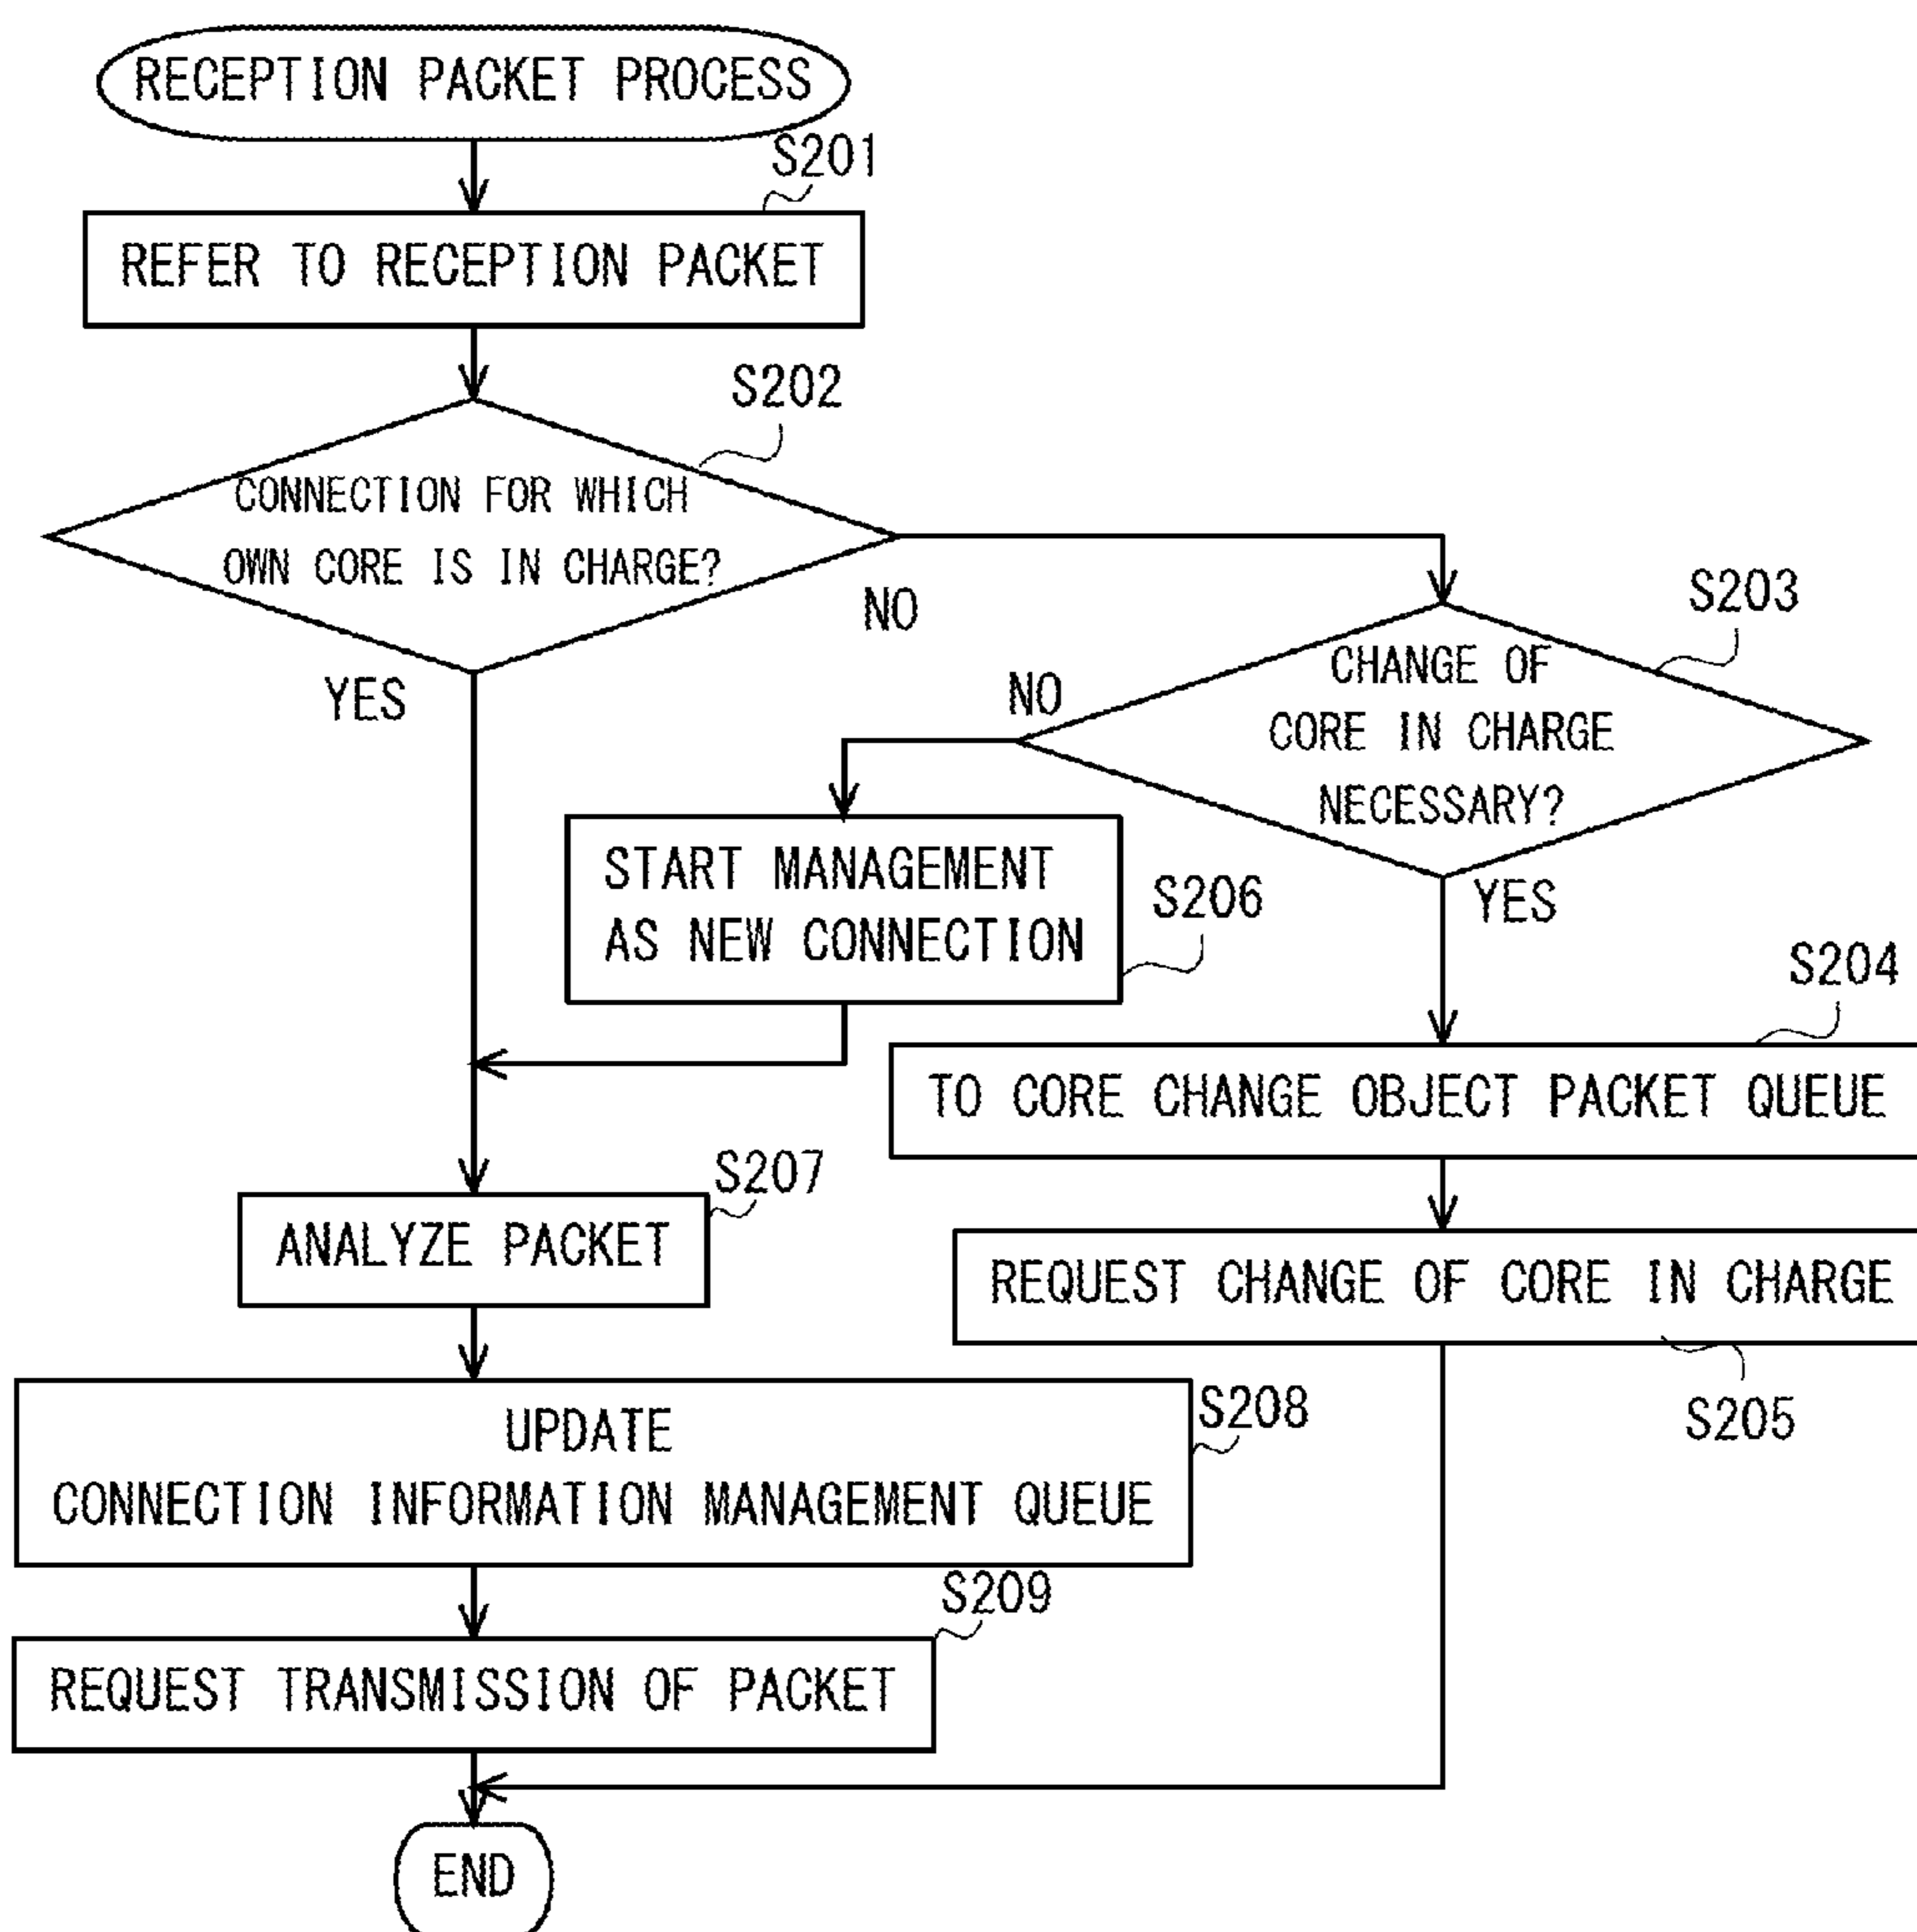 RECEPTION PACKET PROCESS
S201
REFER TO RECEPTION PACKET
S202
CONNECTION FOR WHICH
OWN CORE IS IN CHARGE?
NO
YES
S203
CHANGE OF
CORE IN CHARGE
NECESSARY?
NO
YES
START MANAGEMENT
AS NEW CONNECTION
S206
S204
TO CORE CHANGE OBJECT PACKET QUEUE
S207
ANALYZE PACKET
REQUEST CHANGE OF CORE IN CHARGE
S205
S208
UPDATE
CONNECTION INFORMATION MANAGEMENT QUEUE
S209
REQUEST TRANSMISSION OF PACKET
END